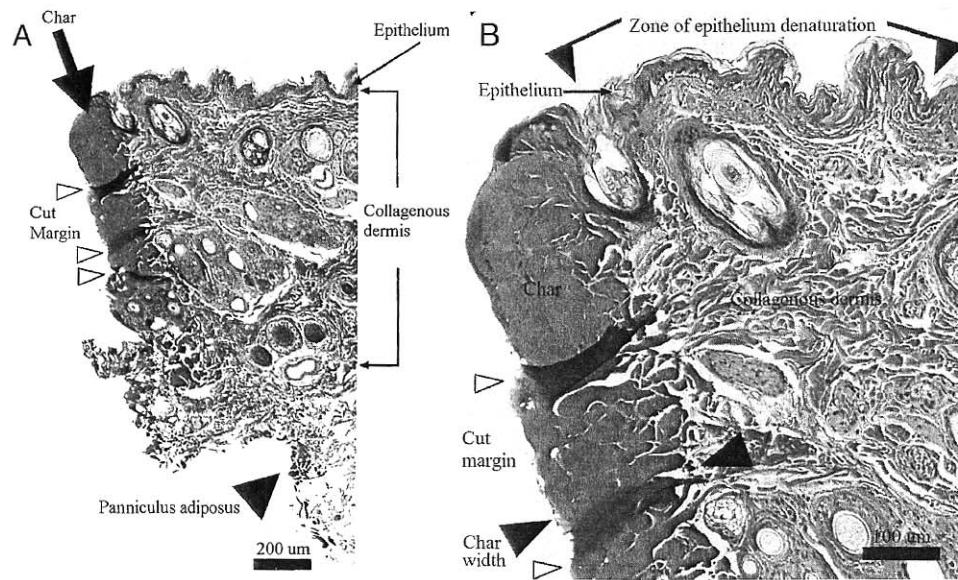 Char
A
Epithelium
Cut
Margin
Collagenous
dermis
Panniculus adiposus
200 um
B
Zone of epithelium denaturation
Epithelium
Char
Collagenous dermis
Cut
margin
Char
width
100 um